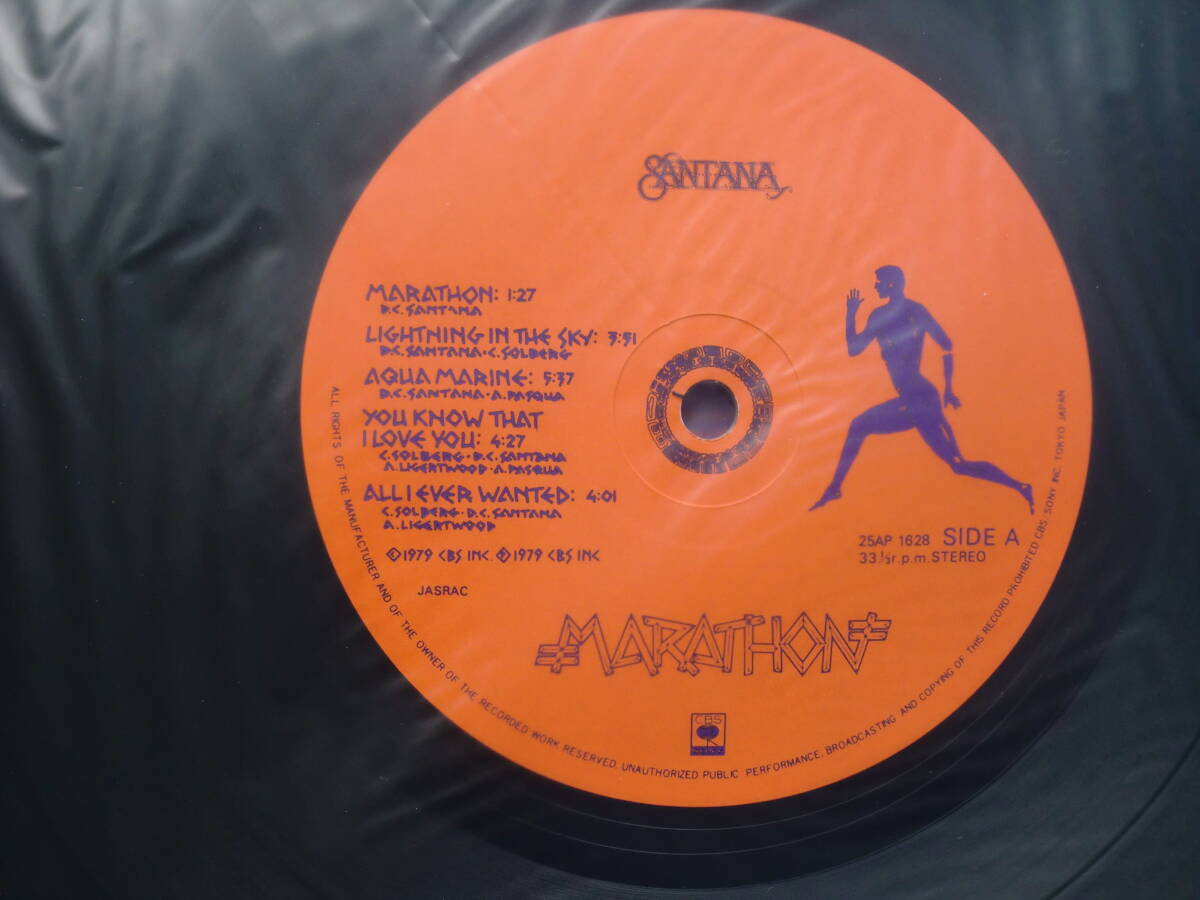 SANTANA
MARATHON: 1:27
D.C. SANTANA
LIGHTNING IN THE SKY: 3:51
D.C. SANTANA · C. SOLBERG
AQUA MARINE: 5:37
D.C. SANTANA · A. PASQUA
YOU KNOW THAT
I LOVE YOU: 4:27
C. SOLBERG · D.C. SANTANA
A. LIGERTWOOD · A. PASQUA
ALL I EVER WANTED: 4:01
C. SOLBERG · D.C. SANTANA
A. LIGERTWOOD
Ⓒ1979 CBS INC. Ⓟ1979 CBS INC
JASRAC
25AP 1628 SIDE A
33⅓r.p.m. STEREO
MARATHON
CBS
ALL RIGHTS OF THE MANUFACTURER AND OF THE OWNER OF THE RECORDED WORK RESERVED. UNAUTHORIZED PUBLIC PERFORMANCE, BROADCASTING AND COPYING OF THIS RECORD PROHIBITED CBS/SONY INC. TOKYO JAPAN